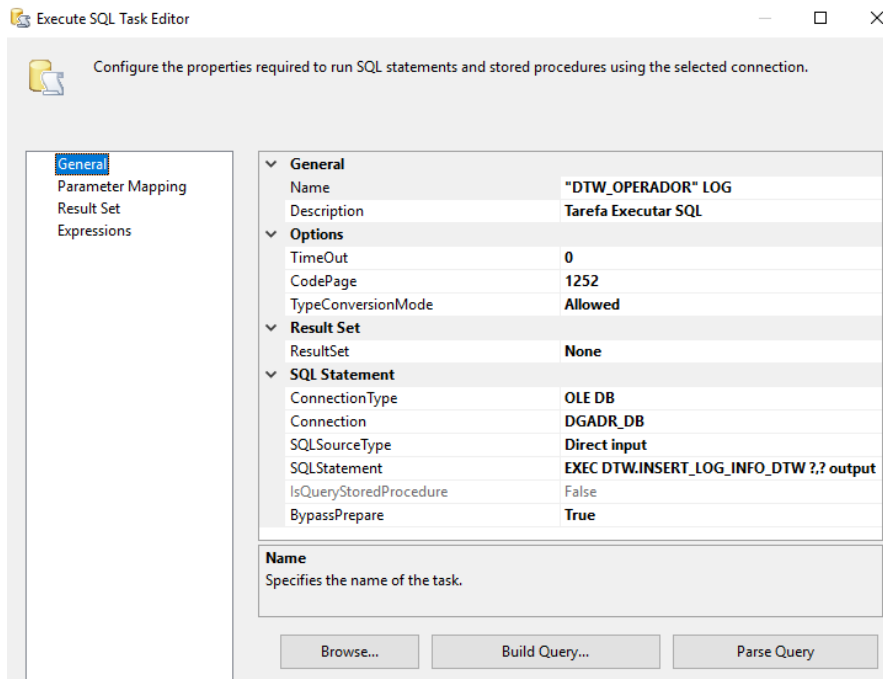 Execute SQL Task Editor
Configure the properties required to run SQL statements and stored procedures using the selected connection.
General
Parameter Mapping
Result Set
Expressions
General
Name "DTW_OPERADOR" LOG
Description Tarefa Executar SQL
Options
TimeOut 0
CodePage 1252
TypeConversionMode Allowed
Result Set
ResultSet None
SQL Statement
ConnectionType OLE DB
Connection DGADR_DB
SQLSourceType Direct input
SQLStatement EXEC DTW.INSERT_LOG_INFO_DTW ?,? output
IsQueryStoredProcedure False
BypassPrepare True
Name
Specifies the name of the task.
Browse... Build Query... Parse Query